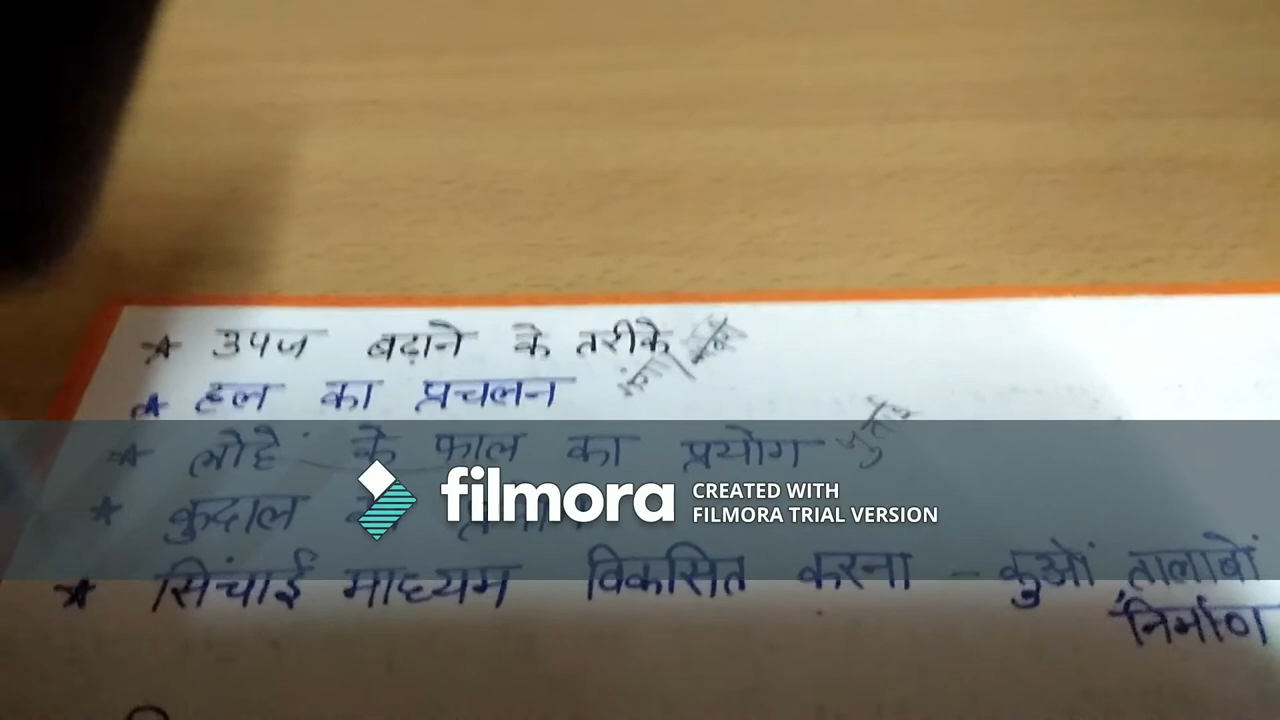 * उपज बढ़ाने के तरीके
* हल का प्रचलन
* लोहे के फाल का प्रयोग
* कुदाल
filmora CREATED WITH
FILMORA TRIAL VERSION
* सिंचाई माध्यम विकसित करना - कुओं, तालाबों
निर्माण